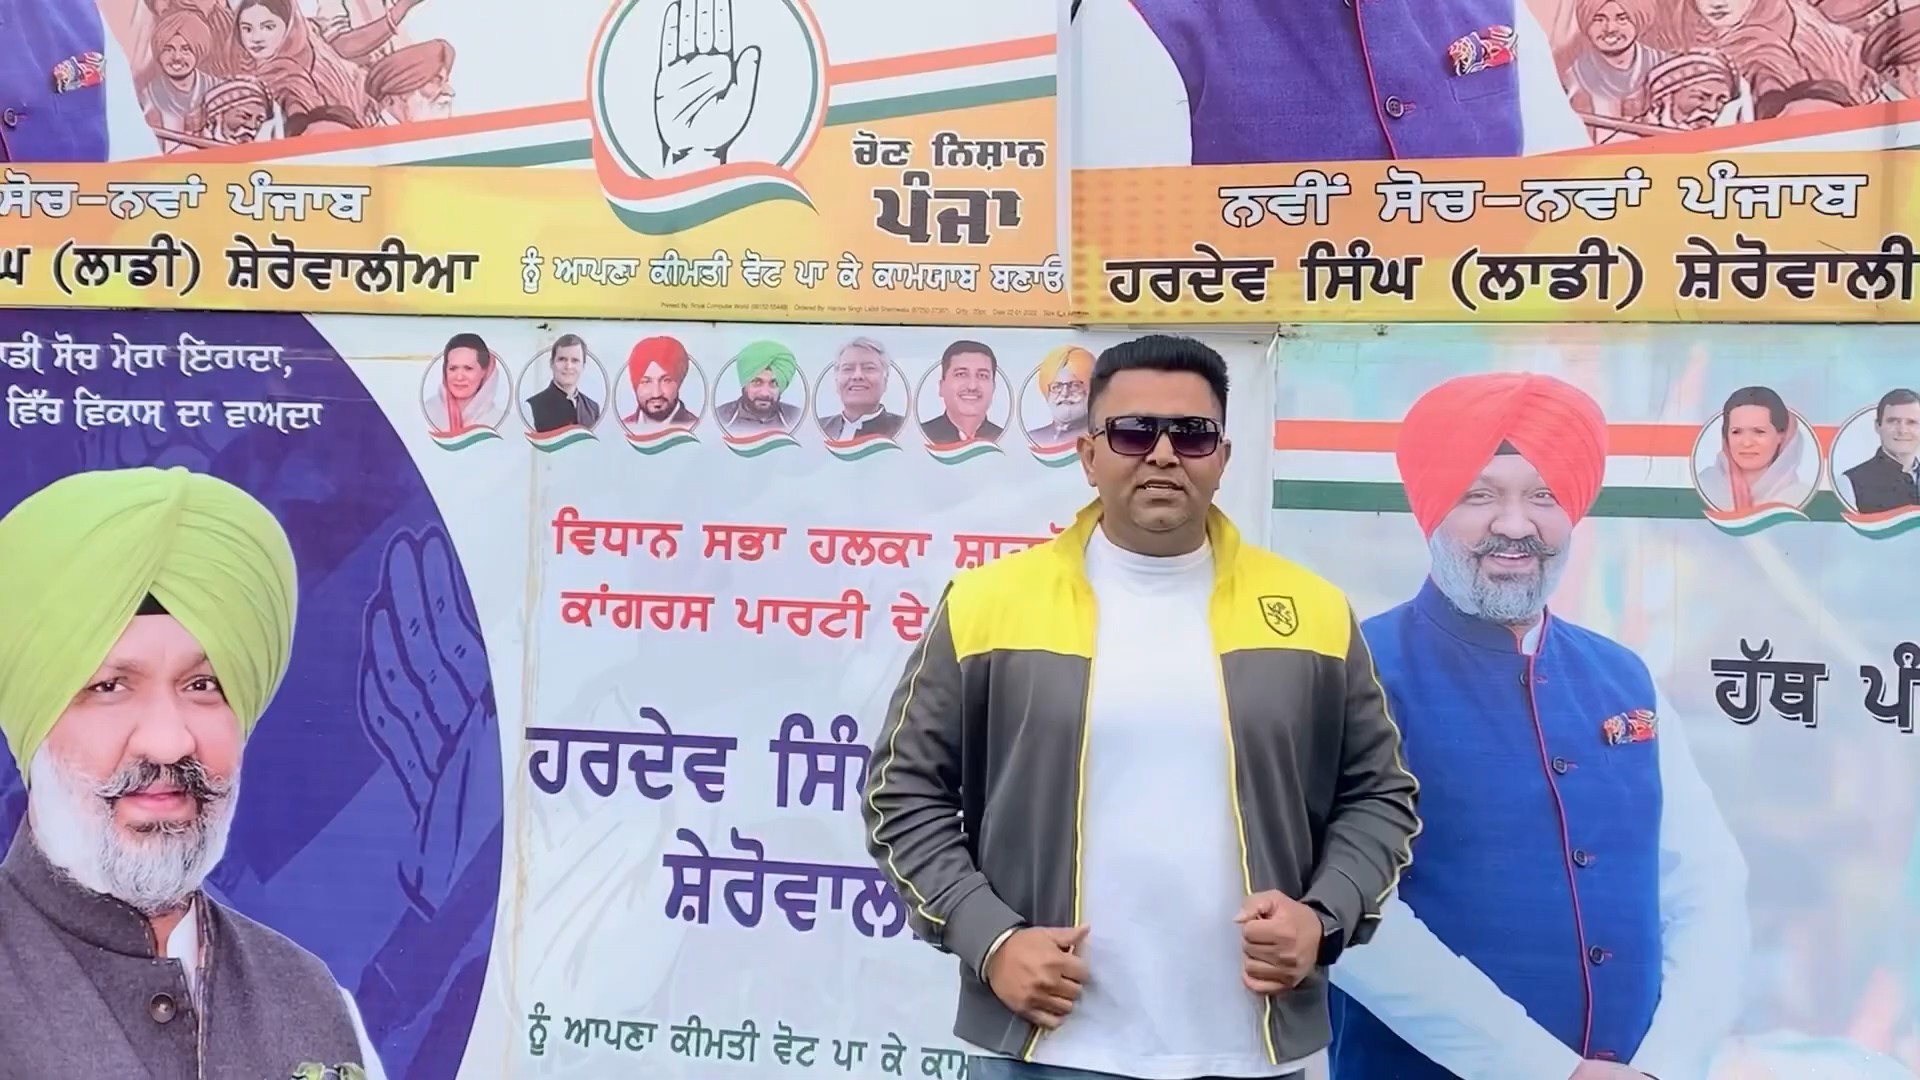 ਚੋਣ ਨਿਸ਼ਾਨ
ਪੰਜਾ
ਸੋਚ-ਨਵਾਂ ਪੰਜਾਬ
ਘ (ਲਾਡੀ) ਸ਼ੇਰੋਵਾਲੀਆ
ਨੂੰ ਆਪਣਾ ਕੀਮਤੀ ਵੋਟ ਪਾ ਕੇ ਕਾਮਯਾਬ ਬਣਾਓ
ਨਵੀਂ ਸੋਚ-ਨਵਾਂ ਪੰਜਾਬ
ਹਰਦੇਵ ਸਿੰਘ (ਲਾਡੀ) ਸ਼ੇਰੋਵਾਲੀ
ਸੋਚ ਮੇਰਾ ਇਰਾਦਾ,
ਵਿੱਚ ਵਿਕਾਸ ਦਾ ਵਾਅਦਾ
ਵਿਧਾਨ ਸਭਾ ਹਲਕਾ
ਕਾਂਗਰਸ ਪਾਰਟੀ ਦੇ
ਹਰਦੇਵ ਸਿੰ
ਸ਼ੇਰੋਵਾਲ
ਨੂੰ ਆਪਣਾ ਕੀਮਤੀ ਵੋਟ ਪਾ ਕੇ ਕਾਮ
ਹੱਥ ਪੰ